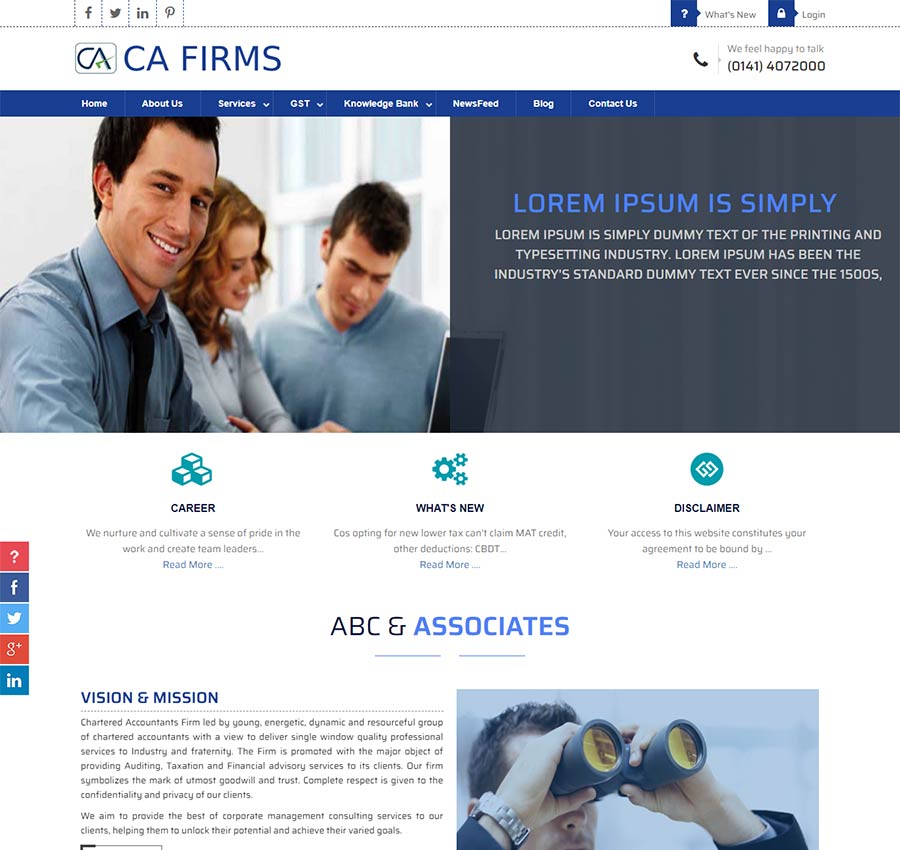 What's New
Login
CA
CA FIRMS
We feel happy to talk
(0141) 4072000
Home
About Us
Services
GST
Knowledge Bank
NewsFeed
Blog
Contact Us
LOREM IPSUM IS SIMPLY
LOREM IPSUM IS SIMPLY DUMMY TEXT OF THE PRINTING AND
TYPESETTING INDUSTRY. LOREM IPSUM HAS BEEN THE
INDUSTRY'S STANDARD DUMMY TEXT EVER SINCE THE 1500S,
CAREER
We nurture and cultivate a sense of pride in the
work and create team leaders...
Read More ....
WHAT'S NEW
Cos opting for new lower tax can't claim MAT credit,
other deductions: CBDT...
Read More ....
DISCLAIMER
Your access to this website constitutes your
agreement to be bound by ...
Read More ....
ABC & ASSOCIATES
VISION & MISSION
Chartered Accountants Firm led by young, energetic, dynamic and resourceful group
of chartered accountants with a view to deliver single window quality professional
services to Industry and fraternity. The Firm is promoted with the major object of
providing Auditing, Taxation and Financial advisory services to its clients. Our firm
symbolizes the mark of utmost goodwill and trust. Complete respect is given to the
confidentiality and privacy of our clients.
We aim to provide the best of corporate management consulting services to our
clients, helping them to unlock their potential and achieve their varied goals.